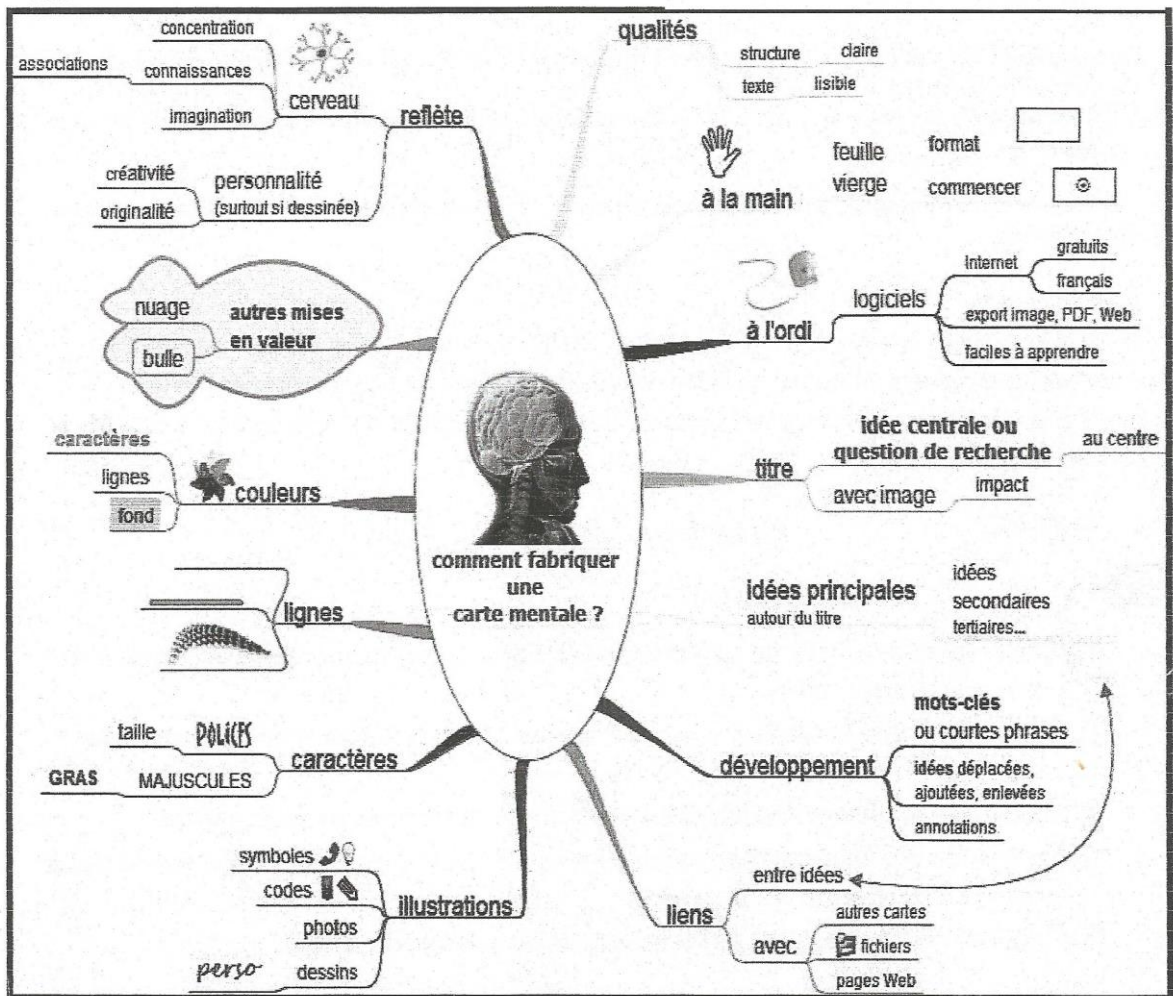 comment fabriquer
une
carte mentale ?
qualités
structure claire
texte lisible
à la main
feuille
vierge
format
commencer
à l'ordi
logiciels
Internet
gratuits
français
export image, PDF, Web
faciles à apprendre
titre
idée centrale ou
question de recherche
au centre
avec image
impact
idées principales
autour du titre
idées
secondaires
tertiaires...
développement
mots-clés
ou courtes phrases
idées déplacées,
ajoutées, enlevées
annotations
liens
entre idées
avec
autres cartes
fichiers
pages Web
illustrations
symboles
codes
photos
dessins
perso
caractères
POLICES
taille
MAJUSCULES
GRAS
lignes
couleurs
caractères
lignes
fond
autres mises
en valeur
nuage
bulle
reflète
cerveau
concentration
connaissances
associations
imagination
personnalité
(surtout si dessinée)
créativité
originalité